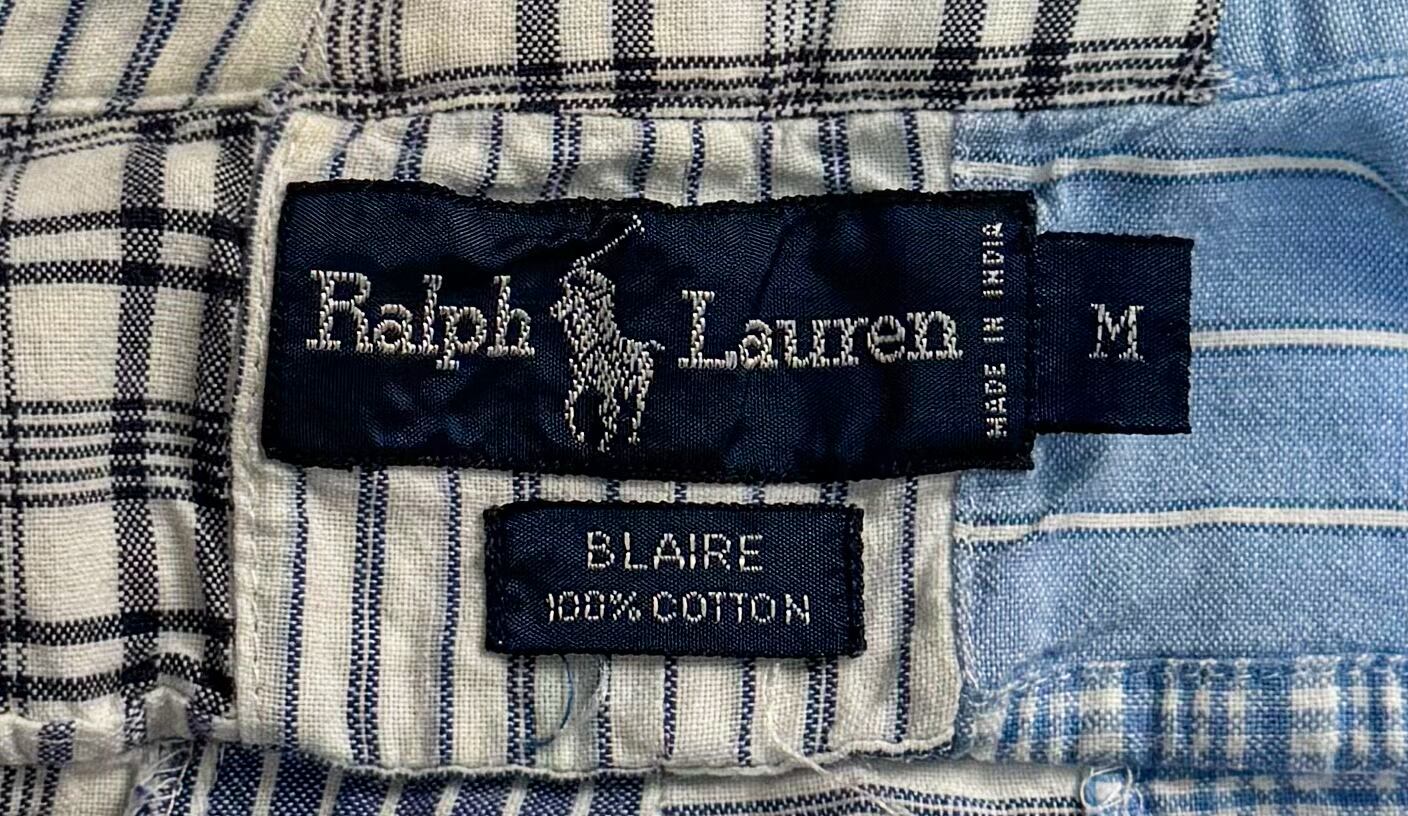 Ralph Lauren
MADE IN INDIA
M
BLAIRE
100% COTTON